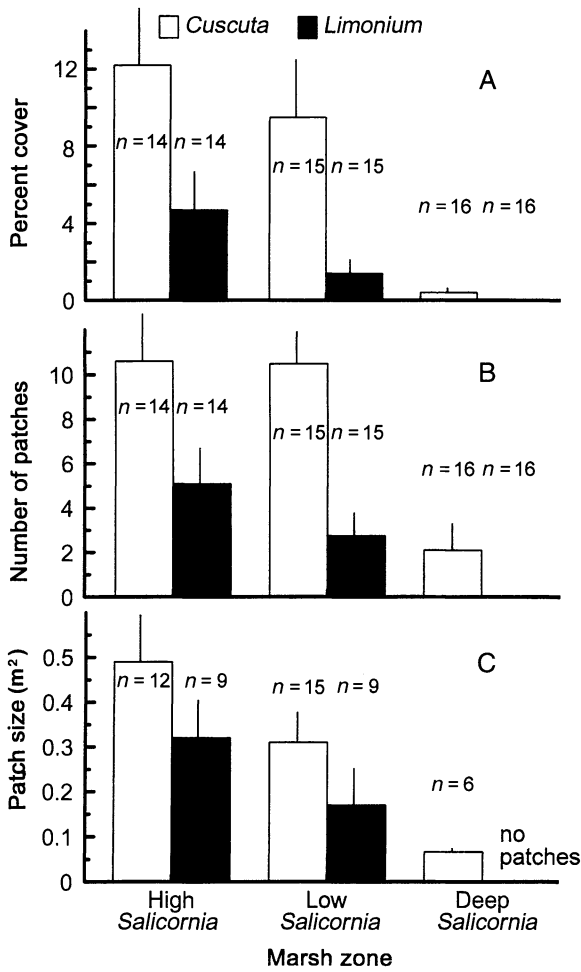 Cuscuta Limonium
A
Percent cover
12
8
4
0
n = 14 n = 14
n = 15 n = 15
n = 16 n = 16
B
Number of patches
10
8
6
4
2
0
n = 14 n = 14
n = 15 n = 15
n = 16 n = 16
C
Patch size (m²)
0.5
0.4
0.3
0.2
0.1
0
n = 12 n = 9
n = 15 n = 9
n = 6
no
patches
High Low Deep
Salicornia Salicornia Salicornia
Marsh zone